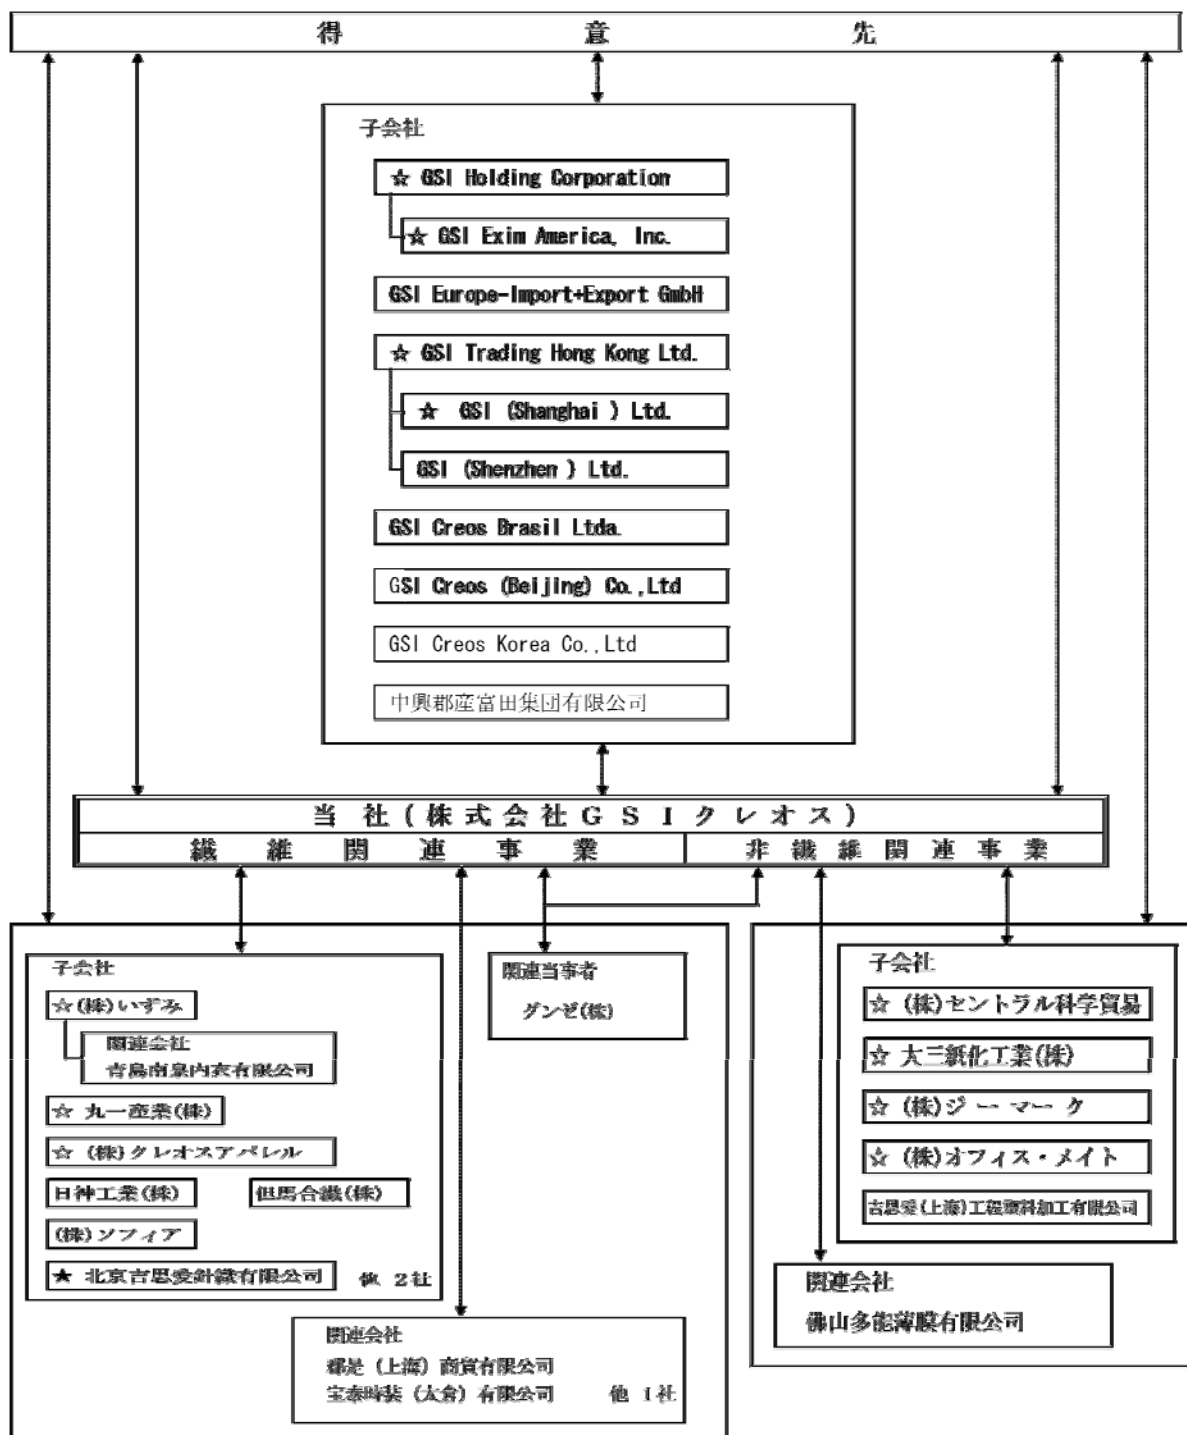 得意先
子会社
☆ GSI Holding Corporation
☆ GSI Exim America, Inc.
GSI Europe-Import+Export GmbH
☆ GSI Trading Hong Kong Ltd.
☆ GSI (Shanghai ) Ltd.
GSI (Shenzhen ) Ltd.
GSI Creos Brasil Ltda.
GSI Creos (Beijing) Co.,Ltd
GSI Creos Korea Co.,Ltd
中興郡産富田集団有限公司
当社(株式会社GSIクレオス)
繊維関連事業
非繊維関連事業
子会社
☆(株)いずみ
関連会社
青島南泉内衣有限公司
☆ 丸一産業(株)
☆ (株)クレオスアパレル
日神工業(株)
但馬合繊(株)
(株)ソフィア
★ 北京吉思愛針織有限公司
他 2社
関連当事者
グンゼ(株)
関連会社
郡是(上海)商貿有限公司
宝泰時装(太倉)有限公司 他 1社
子会社
☆ (株)セントラル科学貿易
☆ 大三紙化工業(株)
☆ (株)ジーマーク
☆ (株)オフィス・メイト
吉思愛(上海)工程塑料加工有限公司
関連会社
佛山多能薄膜有限公司